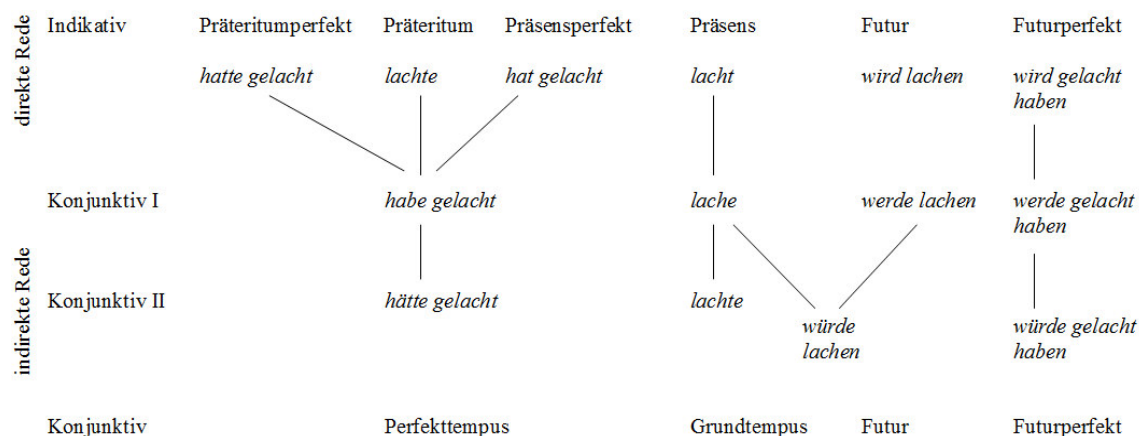 direkte Rede
Indikativ Präteritumperfekt Präteritum Präsensperfekt Präsens Futur Futurperfekt
hatte gelacht lachte hat gelacht lacht wird lachen wird gelacht
haben
Konjunktiv I habe gelacht lache werde lachen werde gelacht
haben
indirekte Rede
Konjunktiv II hätte gelacht lachte
würde würde gelacht
lachen haben
Konjunktiv Perfekttempus Grundtempus Futur Futurperfekt